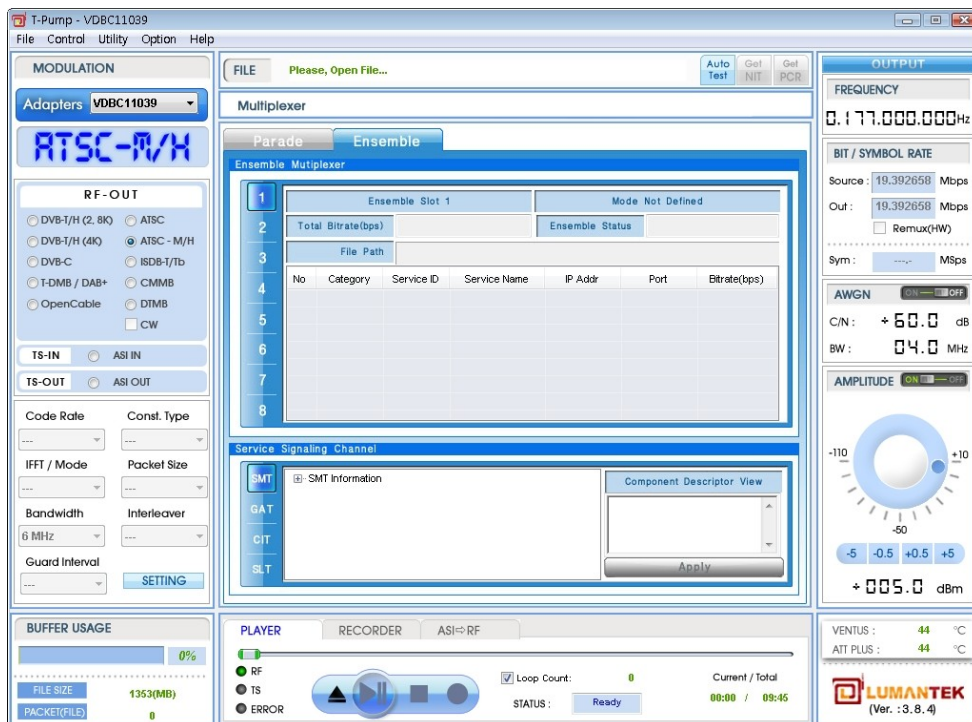 T-Pump - VDBC11039
File Control Utility Option Help
MODULATION
Adapters VDBC11039
ATSC-M/H
RF-OUT
DVB-T/H (2, 8K) ATSC
DVB-T/H (4K) ATSC - M/H
DVB-C ISDB-T/Tb
T-DMB / DAB+ CMMB
OpenCable DTMB
CW
TS-IN ASI IN
TS-OUT ASI OUT
Code Rate Const. Type
--- ---
IFFT / Mode Packet Size
--- ---
Bandwidth Interleaver
6 MHz ---
Guard Interval
--- SETTING
BUFFER USAGE
0%
FILE SIZE 1353(MB)
PACKET(FILE) 0
FILE Please, Open File...
Auto Test Get NIT Get PCR
Multiplexer
Parade Ensemble
Ensemble Mutiplexer
1
2
3
4
5
6
7
8
Ensemble Slot 1 Mode Not Defined
Total Bitrate(bps) Ensemble Status
File Path
No Category Service ID Service Name IP Addr Port Bitrate(bps)
Service Signaling Channel
SMT
GAT
CIT
SLT
SMT Information
Component Descriptor View
Apply
PLAYER RECORDER ASI⇨RF
RF
TS
ERROR
Loop Count: 0
STATUS : Ready
Current / Total
00:00 / 09:45
OUTPUT
FREQUENCY
0.177.000.000Hz
BIT / SYMBOL RATE
Source : 19.392658 Mbps
Out : 19.392658 Mbps
Remux(HW)
Sym : ---.- MSps
AWGN ON OFF
C/N : +60.0 dB
BW : 04.0 MHz
AMPLITUDE ON OFF
-110 +10
-50
-5 -0.5 +0.5 +5
+005.0 dBm
VENTUS : 44 °C
ATT PLUS : 44 °C
LUMANTEK
(Ver. :3.8.4)